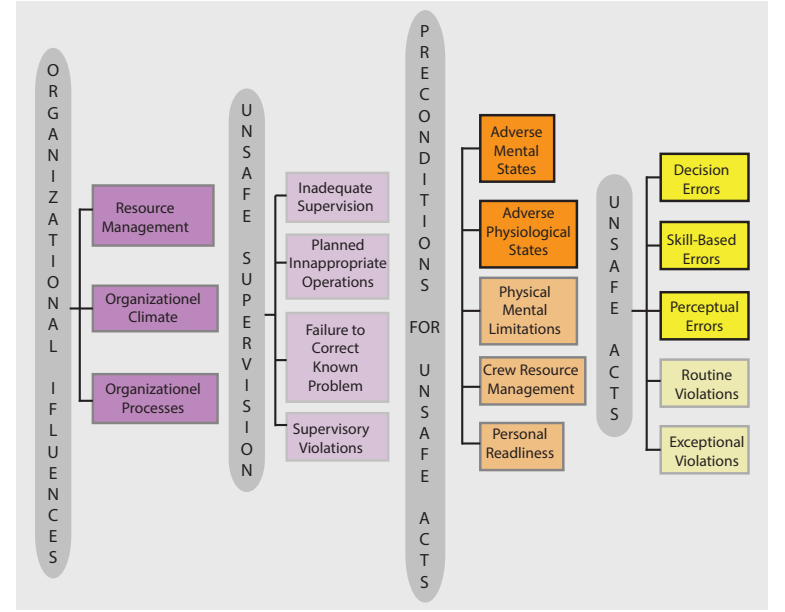 ORGANIZATIONAL IFLUENCES
Resource
Management
Organizationel
Climate
Organizationel
Processes
UNSAFE SUPERVISION
Inadequate
Supervision
Planned
Innappropriate
Operations
Failure to
Correct
Known
Problem
Supervisory
Violations
PRECONDITIONS FOR UNSAFE ACTS
Adverse
Mental
States
Adverse
Physiological
States
Physical
Mental
Limitations
Crew Resource
Management
Personal
Readliness
UNSAFE ACTS
Decision
Errors
Skill-Based
Errors
Perceptual
Errors
Routine
Violations
Exceptional
Violations